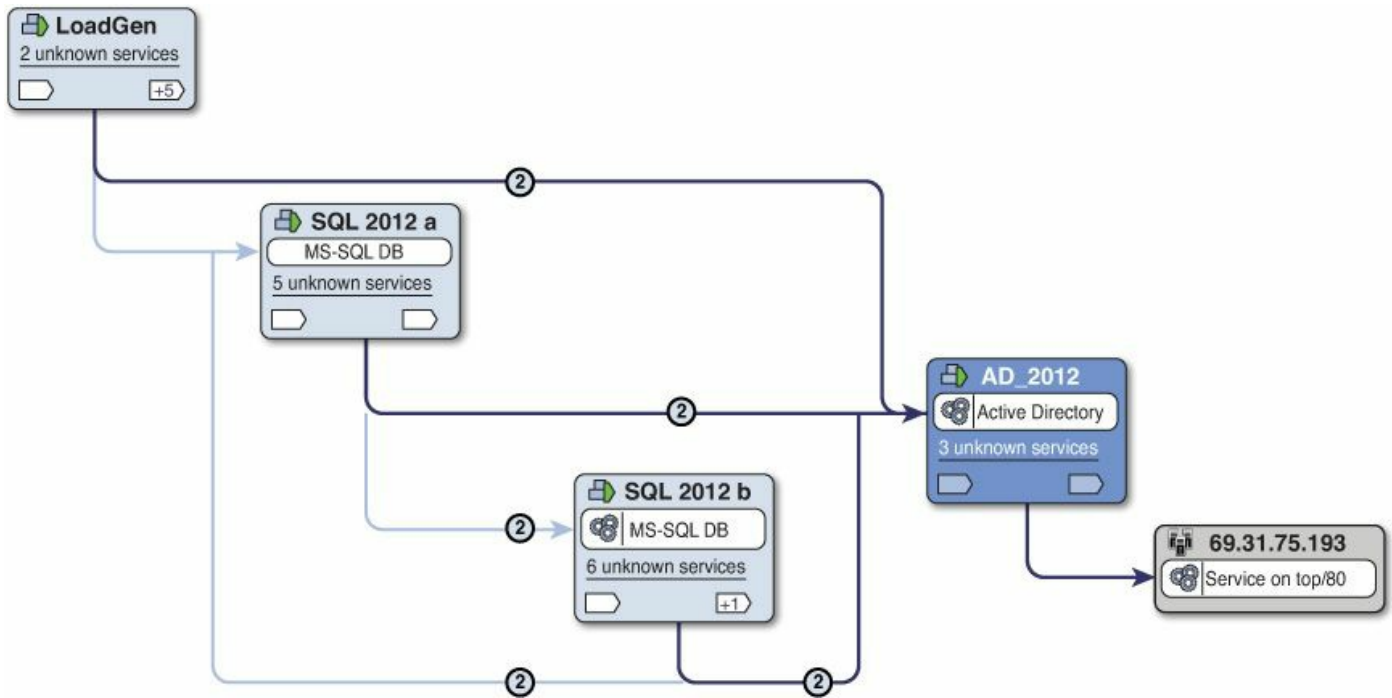 LoadGen
2 unknown services
+5
2
SQL 2012 a
MS-SQL DB
5 unknown services
2
AD_2012
Active Directory
3 unknown services
SQL 2012 b
2
MS-SQL DB
6 unknown services
+1
69.31.75.193
Service on top/80
2
2